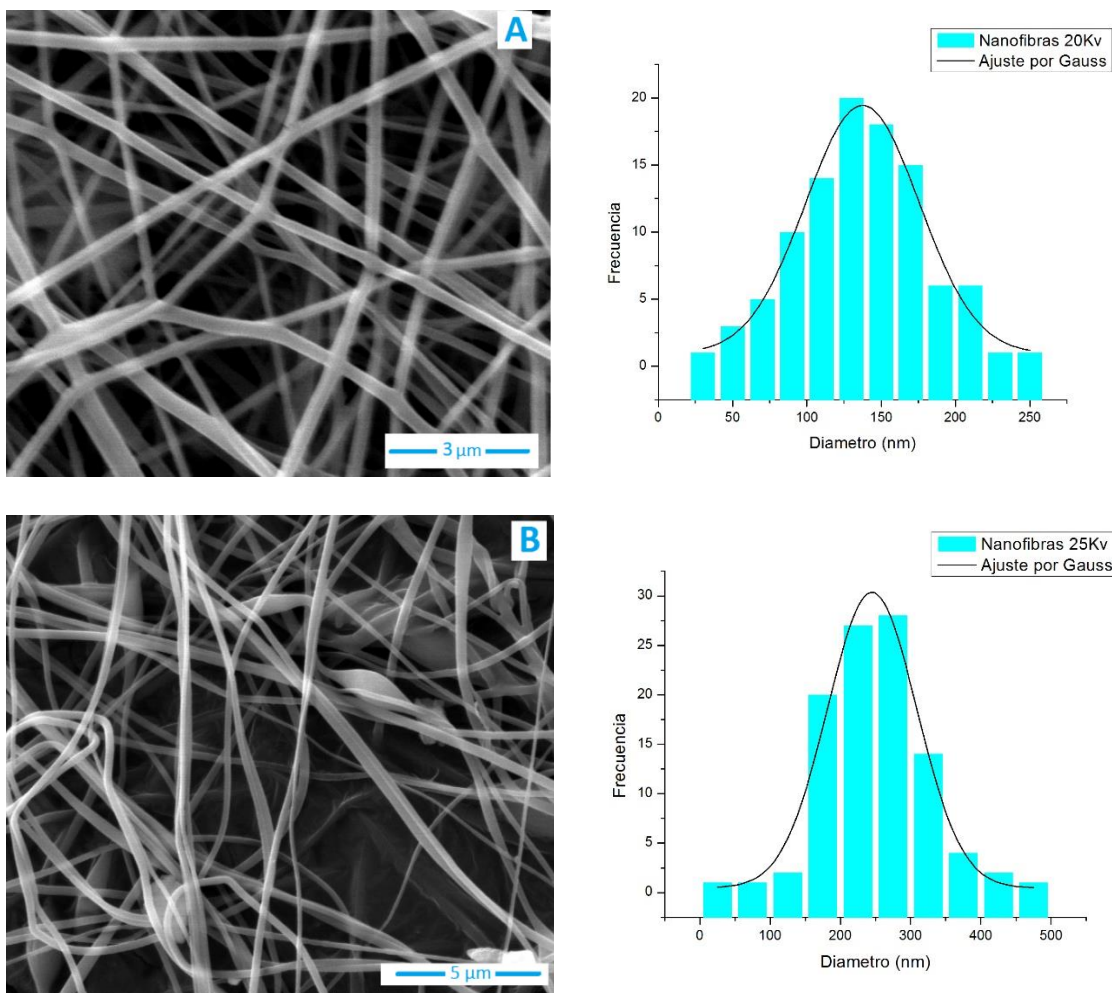 A
3 µm
Nanofibras 20Kv
Ajuste por Gauss
20
15
10
5
0
Frecuencia
0 50 100 150 200 250
Diametro (nm)
B
5 µm
Nanofibras 25Kv
Ajuste por Gauss
30
25
20
15
10
5
0
Frecuencia
0 100 200 300 400 500
Diametro (nm)